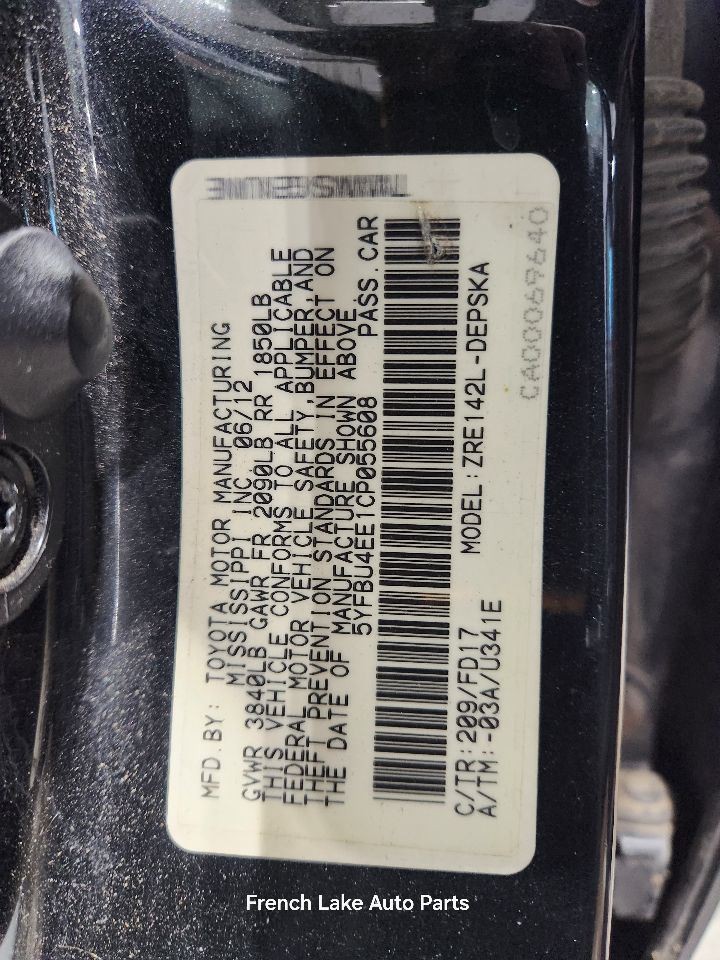 MFD.BY: TOYOTA MOTOR MANUFACTURING
MISSISSIPPI INC 06/12
GVWR 3840LB GAWR FR 2090LB RR 1850LB
THIS VEHICLE CONFORMS TO ALL APPLICABLE
FEDERAL MOTOR VEHICLE SAFETY,BUMPER,AND
THEFT PREVENTION STANDARDS IN EFFECT ON
THE DATE OF MANUFACTURE SHOWN ABOVE
5YFBU4EE1CP055608 PASS.CAR
C/TR:209/FD17 MODEL:ZRE142L-DEPSKA
A/TM:-03A/U341E
CA00069640
French Lake Auto Parts